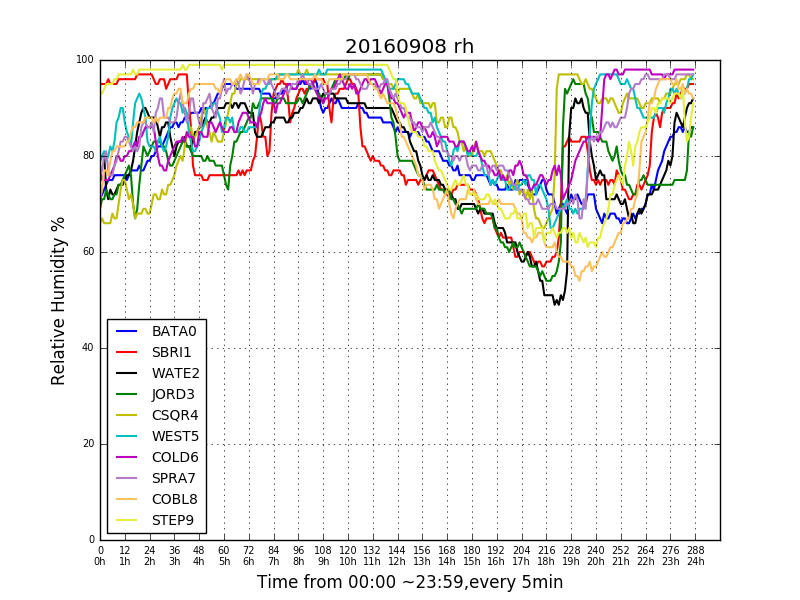 20160908 rh
100
80
60
40
20
0
Relative Humidity %
BATA0
SBRI1
WATE2
JORD3
CSQR4
WEST5
COLD6
SPRA7
COBL8
STEP9
0 12 24 36 48 60 72 84 96 108 120 132 144 156 168 180 192 204 216 228 240 252 264 276 288
0h 1h 2h 3h 4h 5h 6h 7h 8h 9h 10h 11h 12h 13h 14h 15h 16h 17h 18h 19h 20h 21h 22h 23h 24h
Time from 00:00 ~23:59,every 5min